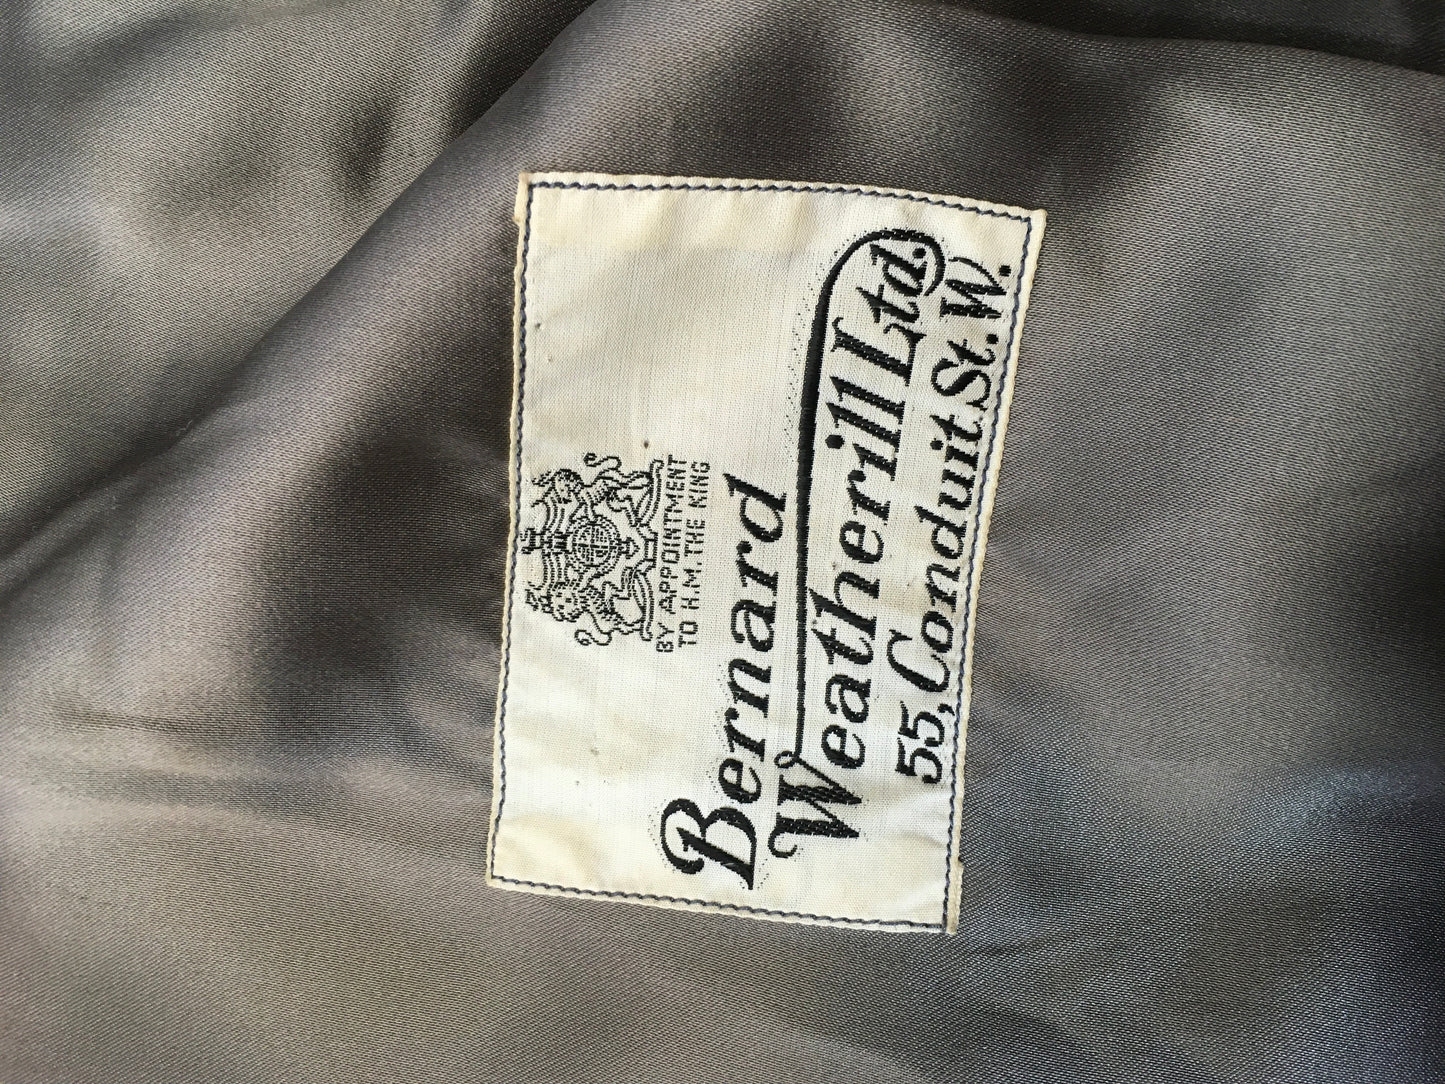 BY APPOINTMENT
TO H.M. THE KING
Bernard
Weatherill Ltd.
55, Conduit St. W.